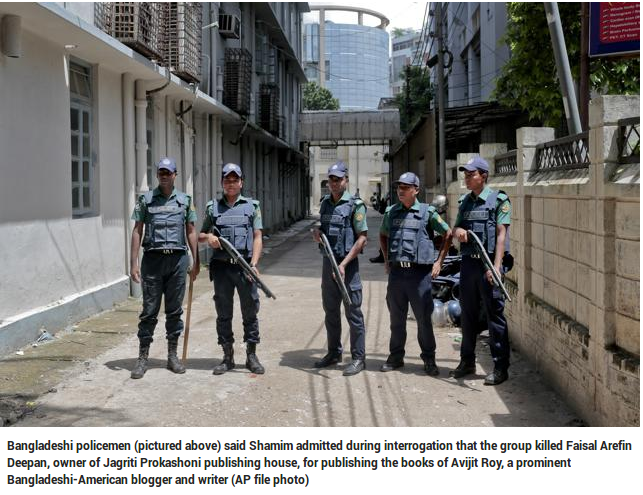 Bangladeshi policemen (pictured above) said Shamim admitted during interrogation that the group killed Faisal Arefin
Deepan, owner of Jagriti Prokashoni publishing house, for publishing the books of Avijit Roy, a prominent
Bangladeshi-American blogger and writer (AP file photo)